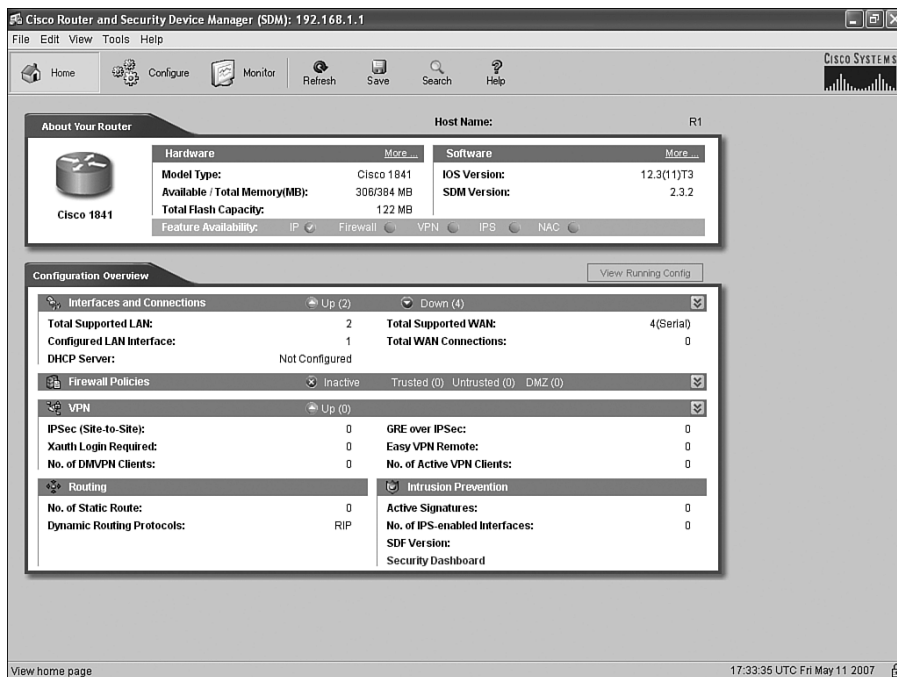 Cisco Router and Security Device Manager (SDM): 192.168.1.1
File Edit View Tools Help
Home Configure Monitor Refresh Save Search Help
CISCO SYSTEMS
About Your Router
Host Name: R1
Cisco 1841
Hardware More ...
Model Type: Cisco 1841
Available / Total Memory(MB): 306/384 MB
Total Flash Capacity: 122 MB
Software More ...
IOS Version: 12.3(11)T3
SDM Version: 2.3.2
Feature Availability: IP Firewall VPN IPS NAC
Configuration Overview
View Running Config
Interfaces and Connections Up (2) Down (4)
Total Supported LAN: 2 Total Supported WAN: 4(Serial)
Configured LAN Interface: 1 Total WAN Connections: 0
DHCP Server: Not Configured
Firewall Policies Inactive Trusted (0) Untrusted (0) DMZ (0)
VPN Up (0)
IPSec (Site-to-Site): 0 GRE over IPSec: 0
Xauth Login Required: 0 Easy VPN Remote: 0
No. of DMVPN Clients: 0 No. of Active VPN Clients: 0
Routing
No. of Static Route: 0
Dynamic Routing Protocols: RIP
Intrusion Prevention
Active Signatures: 0
No. of IPS-enabled Interfaces: 0
SDF Version:
Security Dashboard
View home page
17:33:35 UTC Fri May 11 2007